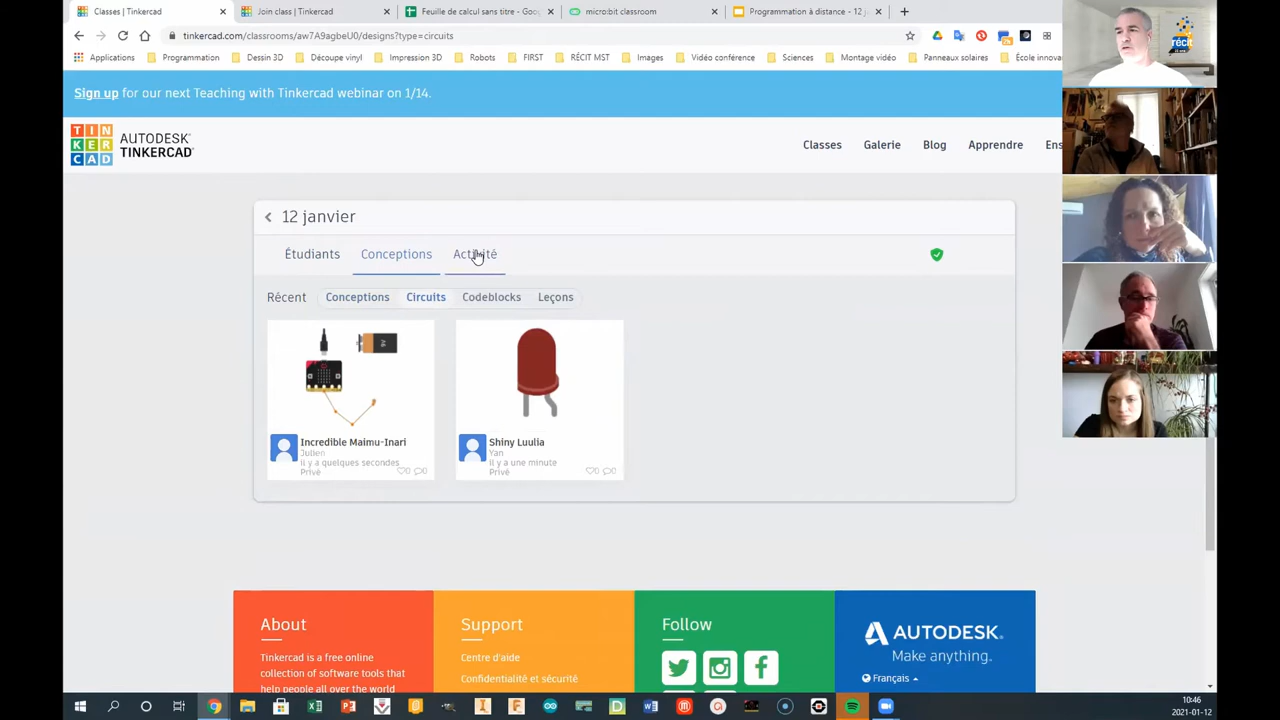 Classes | Tinkercad
Join class | Tinkercad
Feuille de calcul sans titre - Goog
micro:bit classroom
Programmation à distance - 12 j
tinkercad.com/classrooms/aw7A9agbeU0/designs?type=circuits
Applications
Programmation
Dessin 3D
Découpe vinyl
Impression 3D
Robots
FIRST
RÉCIT MST
Images
Vidéo conférence
Sciences
Montage vidéo
Panneaux solaires
École innova
récit
Sign up for our next Teaching with Tinkercad webinar on 1/14.
TIN
KER
CAD
AUTODESK
TINKERCAD
Classes
Galerie
Blog
Apprendre
Ens
12 janvier
Étudiants
Conceptions
Activité
Récent
Conceptions
Circuits
Codeblocks
Leçons
Incredible Maimu-Inari
Julien
il y a quelques secondes
Privé
0 0
Shiny Luulia
Yan
il y a une minute
Privé
0 0
About
Tinkercad is a free online
collection of software tools that
help people all over the world
Support
Centre d'aide
Confidentialité et sécurité
Follow
AUTODESK
Make anything.
Français
10:46
2021-01-12